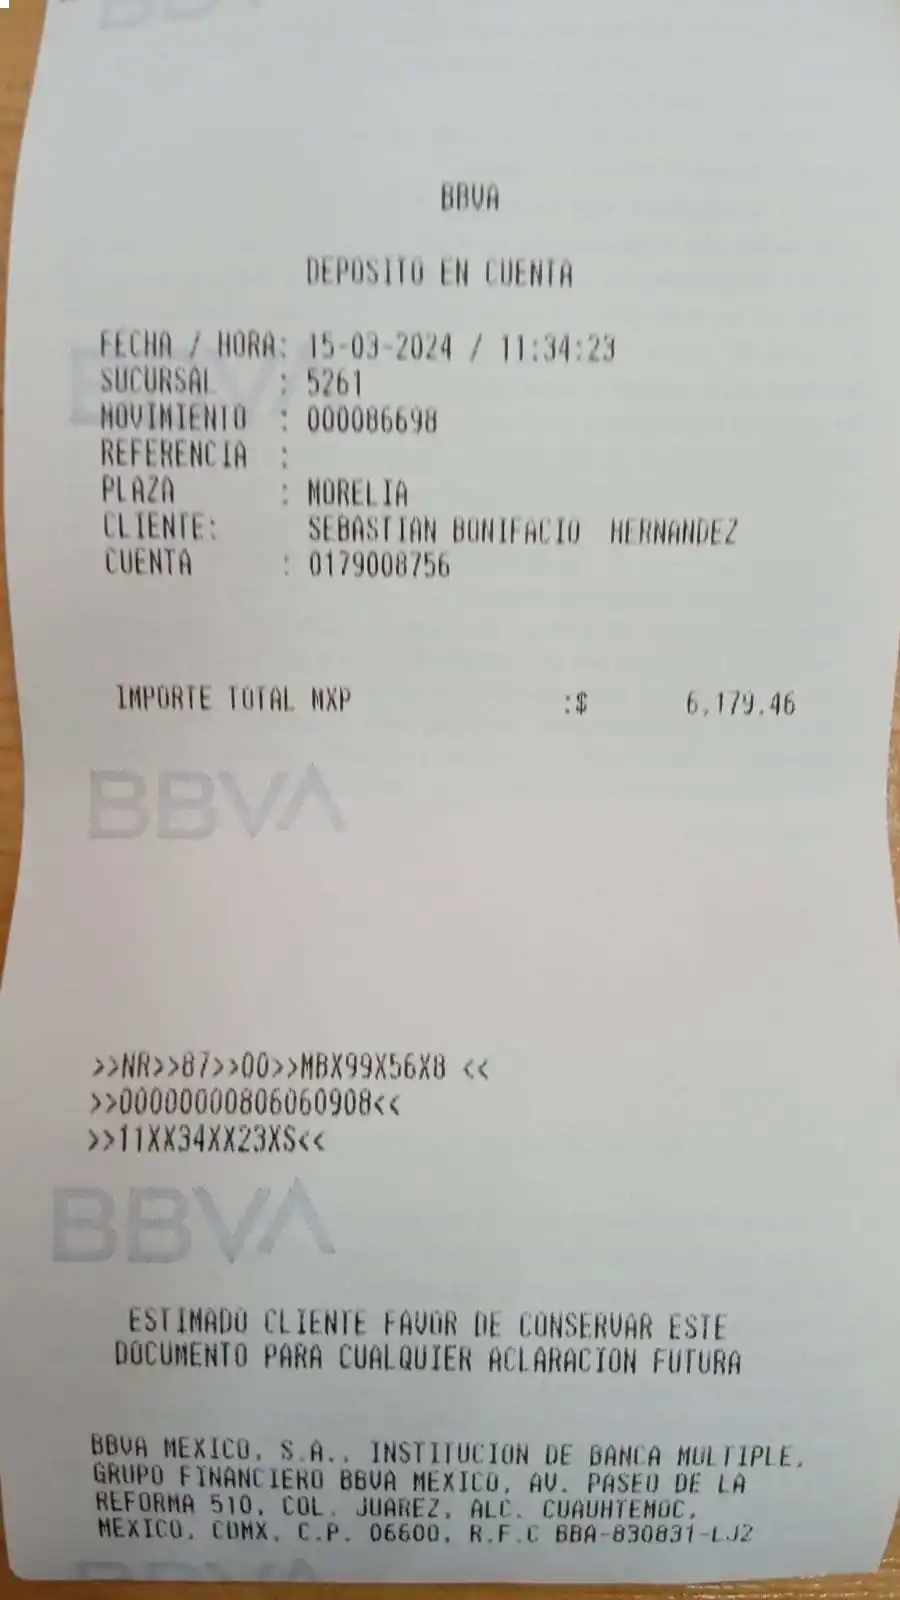 BBVA
DEPOSITO EN CUENTA
FECHA / HORA: 15-03-2024 / 11:34:23
SUCURSAL : 5261
MOVIMIENTO : 000086698
REFERENCIA :
PLAZA : MORELIA
CLIENTE: SEBASTIAN BONIFACIO HERNANDEZ
CUENTA : 0179008756
IMPORTE TOTAL MXP :$ 6,179.46
BBVA
>>NR>>87>>00>>MBX99X56X8 <<
>>00000000806060908<<
>>11XX34XX23XS<<
BBVA
ESTIMADO CLIENTE FAVOR DE CONSERVAR ESTE
DOCUMENTO PARA CUALQUIER ACLARACION FUTURA
BBVA MEXICO, S.A., INSTITUCION DE BANCA MULTIPLE,
GRUPO FINANCIERO BBVA MEXICO, AV. PASEO DE LA
REFORMA 510, COL. JUAREZ, ALC. CUAUHTEMOC,
MEXICO, CDMX, C.P. 06600, R.F.C BBA-830831-LJ2